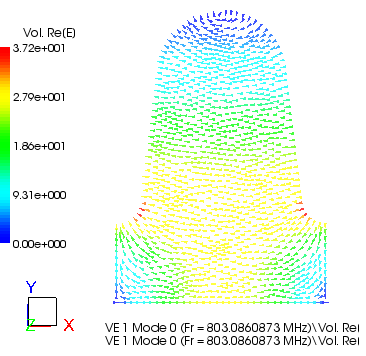 Vol. Re(E)
3.72e+001
2.79e+001
1.86e+001
9.31e+000
0.00e+000
Y
Z X
VE 1 Mode 0 (Fr = 803.0860873 MHz)\Vol. Re(
VE 1 Mode 0 (Fr = 803.0860873 MHz)\Vol. Re(